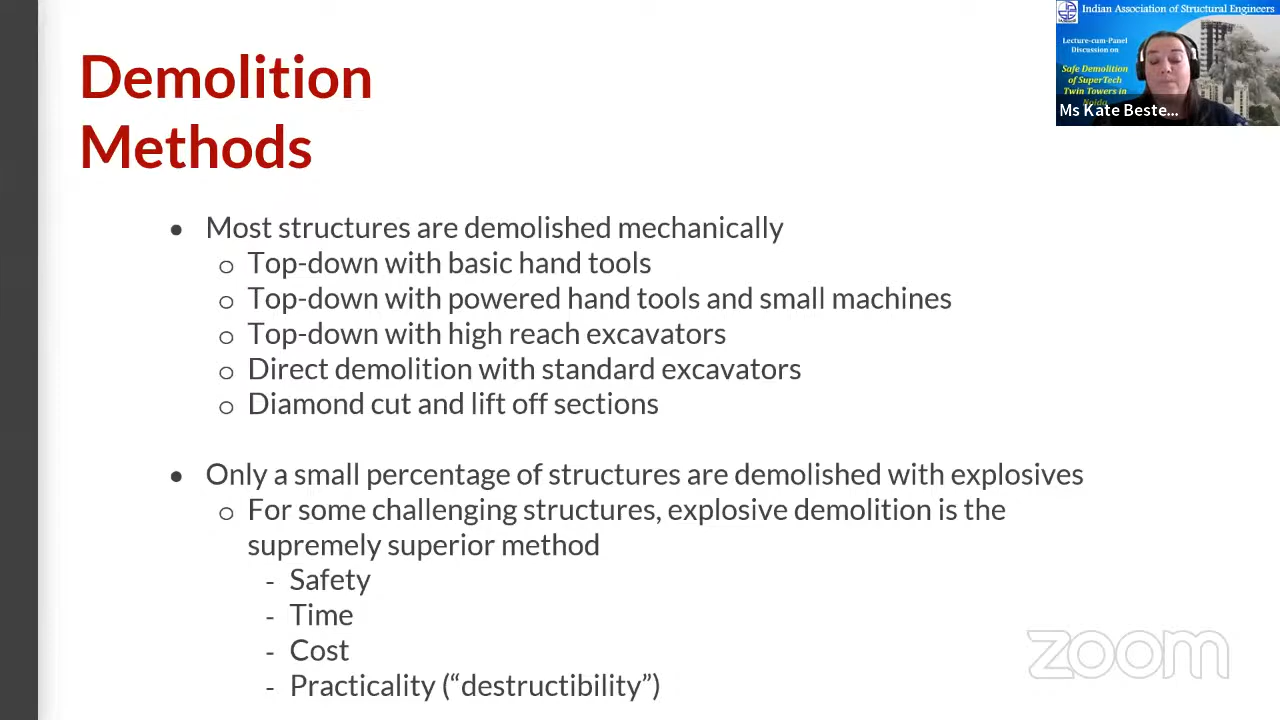 Demolition
Methods
• Most structures are demolished mechanically
o Top-down with basic hand tools
o Top-down with powered hand tools and small machines
o Top-down with high reach excavators
o Direct demolition with standard excavators
o Diamond cut and lift off sections
• Only a small percentage of structures are demolished with explosives
o For some challenging structures, explosive demolition is the
supremely superior method
- Safety
- Time
- Cost
- Practicality (“destructibility”)
Indian Association of Structural Engineers
Lecture-cum-Panel
Discussion on
Safe Demolition
of SuperTech
Twin Towers in
Noida
Ms Kate Beste...
zoom